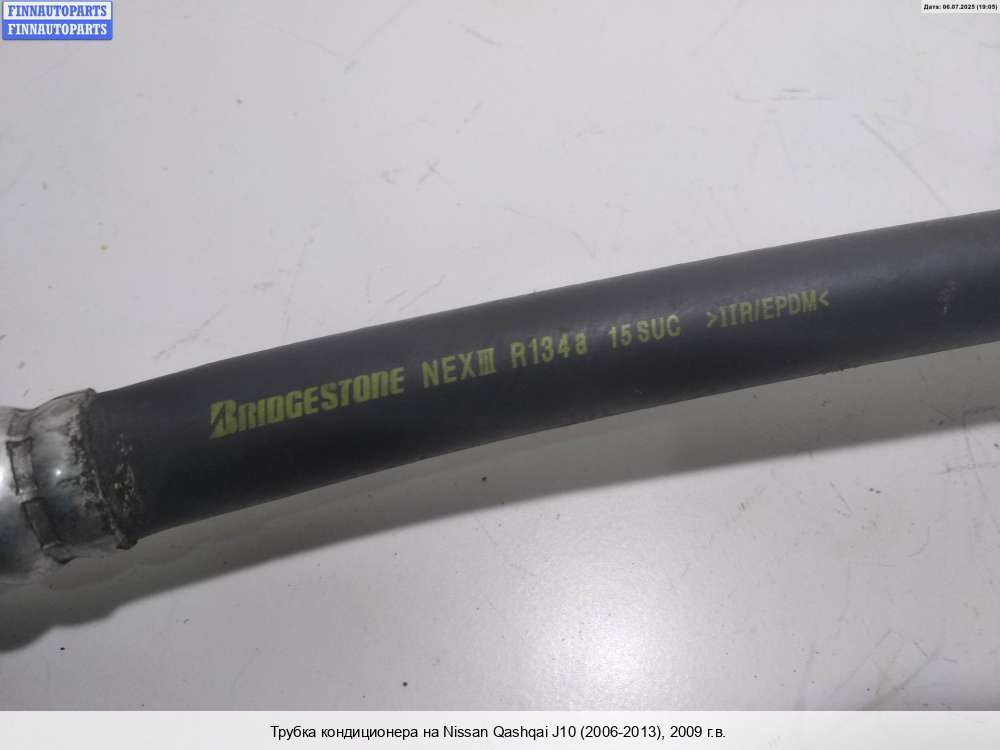 FINNAUTOPARTS
FINNAUTOPARTS
Дата: 06.07.2025 (19:05)
BRIDGESTONE NEXIII R134a 15SUC >IIR/EPDM<
Трубка кондиционера на Nissan Qashqai J10 (2006-2013), 2009 г.в.